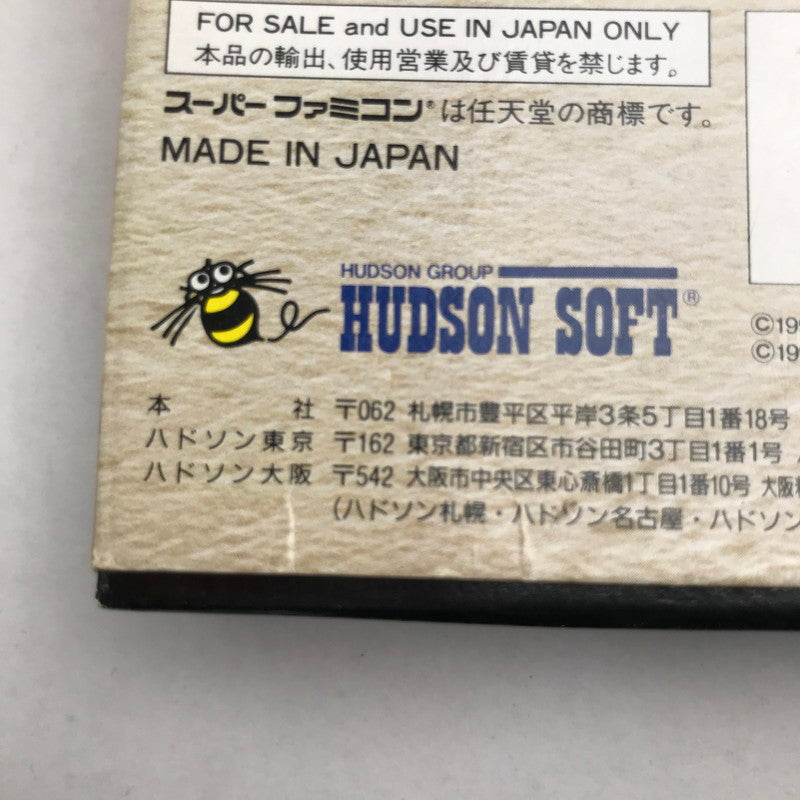 FOR SALE and USE IN JAPAN ONLY
本品の輸出、使用営業及び賃貸を禁じます。
スーパーファミコン®は任天堂の商標です。
MADE IN JAPAN
HUDSON GROUP
HUDSON SOFT®
©19
©19
本 社 〒062 札幌市豊平区平岸3条5丁目1番18号
ハドソン東京 〒162 東京都新宿区市谷田町3丁目1番1号
ハドソン大阪 〒542 大阪市中央区東心斎橋1丁目1番10号 大阪
(ハドソン札幌・ハドソン名古屋・ハドソン